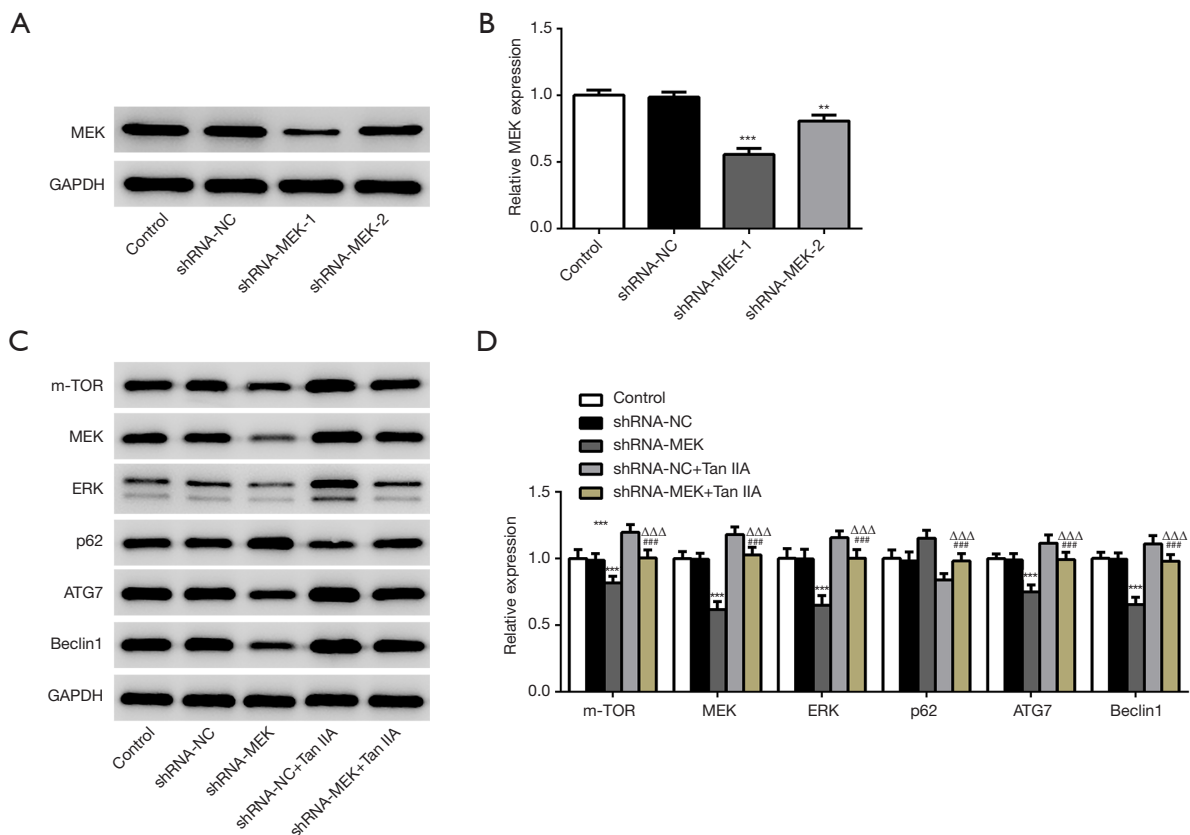 A
MEK
GAPDH
Control
shRNA-NC
shRNA-MEK-1
shRNA-MEK-2
B
Relative MEK expression
1.5
1.0
0.5
0.0
***
**
Control
shRNA-NC
shRNA-MEK-1
shRNA-MEK-2
C
m-TOR
MEK
ERK
p62
ATG7
Beclin1
GAPDH
Control
shRNA-NC
shRNA-MEK
shRNA-NC+Tan IIA
shRNA-MEK+Tan IIA
D
Control
shRNA-NC
shRNA-MEK
shRNA-NC+Tan IIA
shRNA-MEK+Tan IIA
Relative expression
1.5
1.0
0.5
0.0
***
***
ΔΔΔ
###
***
ΔΔΔ
###
***
ΔΔΔ
###
ΔΔΔ
###
***
ΔΔΔ
###
***
ΔΔΔ
###
m-TOR MEK ERK p62 ATG7 Beclin1